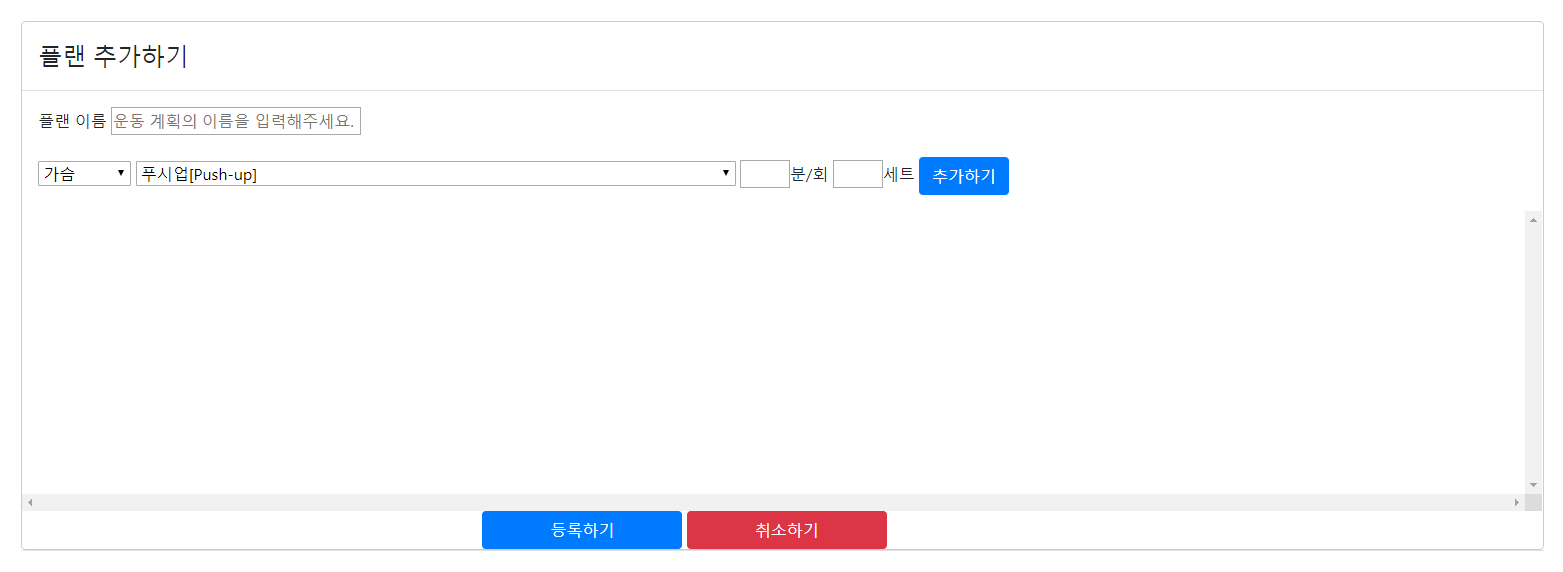 플랜 추가하기
플랜 이름 운동 계획의 이름을 입력해주세요.
가슴 푸시업[Push-up] 분/회 세트 추가하기
등록하기 취소하기